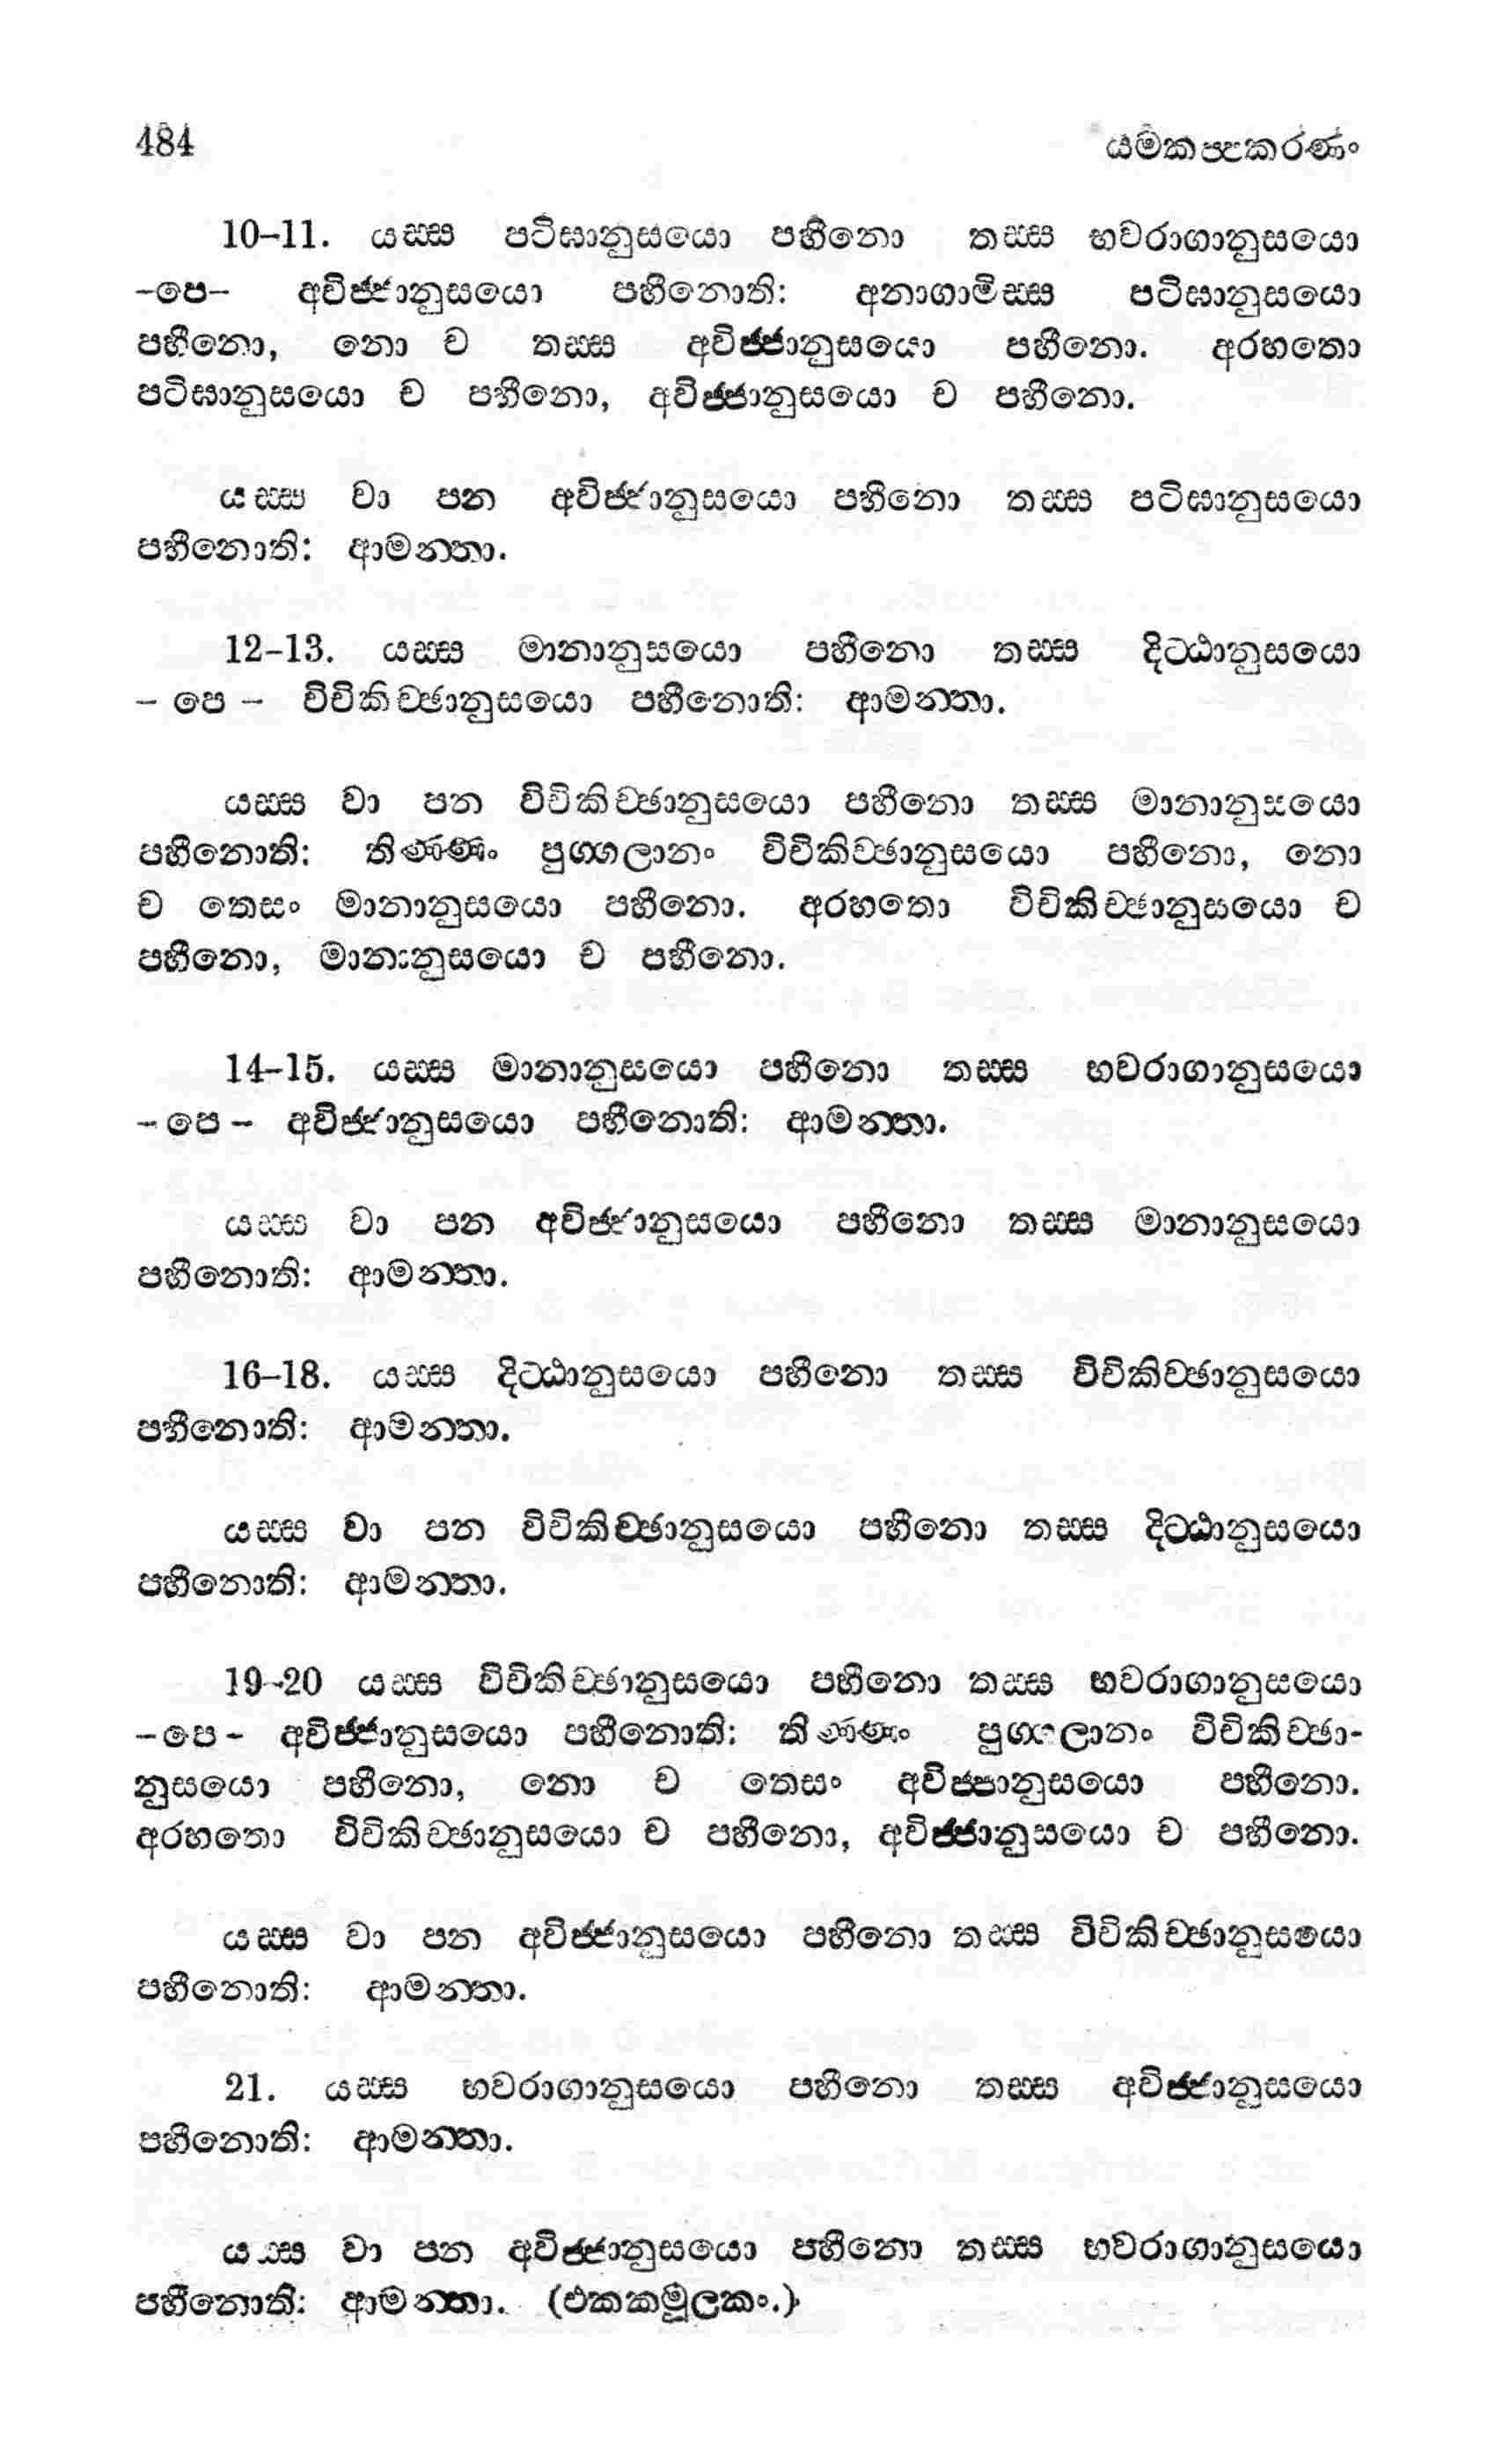 484 යමකප්පකරණං
10–11. යස්ස පටිඝානුසයො පහීනො තස්ස භවරාගානුසයො
–පෙ– අවිජ්ජානුසයො පහීනොති: අනාගාමිස්ස පටිඝානුසයො
පහීනො, නො ච තස්ස අවිජ්ජානුසයො පහීනො. අරහතො
පටිඝානුසයො ච පහීනො, අවිජ්ජානුසයො ච පහීනො.
යස්ස වා පන අවිජ්ජානුසයො පහීනො තස්ස පටිඝානුසයො
පහීනොති: ආමන්තා.
12–13. යස්ස මානානුසයො පහීනො තස්ස දිට්ඨානුසයො
– පෙ – විචිකිච්ඡානුසයො පහීනොති: ආමන්තා.
යස්ස වා පන විචිකිච්ඡානුසයො පහීනො තස්ස මානානුසයො
පහීනොති: තිණ්ණං පුග්ගලානං විචිකිච්ඡානුසයො පහීනො, නො
ච තෙසං මානානුසයො පහීනො. අරහතො විචිකිච්ඡානුසයො ච
පහීනො, මානානුසයො ච පහීනො.
14–15. යස්ස මානානුසයො පහීනො තස්ස භවරාගානුසයො
– පෙ – අවිජ්ජානුසයො පහීනොති: ආමන්තා.
යස්ස වා පන අවිජ්ජානුසයො පහීනො තස්ස මානානුසයො
පහීනොති: ආමන්තා.
16–18. යස්ස දිට්ඨානුසයො පහීනො තස්ස විචිකිච්ඡානුසයො
පහීනොති: ආමන්තා.
යස්ස වා පන විචිකිච්ඡානුසයො පහීනො තස්ස දිට්ඨානුසයො
පහීනොති: ආමන්තා.
19–20 යස්ස විචිකිච්ඡානුසයො පහීනො තස්ස භවරාගානුසයො
–පෙ– අවිජ්ජානුසයො පහීනොති: තිණ්ණං පුග්ගලානං විචිකිච්ඡා-
නුසයො පහීනො, නො ච තෙසං අවිජ්ජානුසයො පහීනො.
අරහතො විචිකිච්ඡානුසයො ච පහීනො, අවිජ්ජානුසයො ච පහීනො.
යස්ස වා පන අවිජ්ජානුසයො පහීනො තස්ස විචිකිච්ඡානුසයො
පහීනොති: ආමන්තා.
21. යස්ස භවරාගානුසයො පහීනො තස්ස අවිජ්ජානුසයො
පහීනොති: ආමන්තා.
යස්ස වා පන අවිජ්ජානුසයො පහීනො තස්ස භවරාගානුසයො
පහීනොති: ආමන්තා. (එකකමූලකං.)